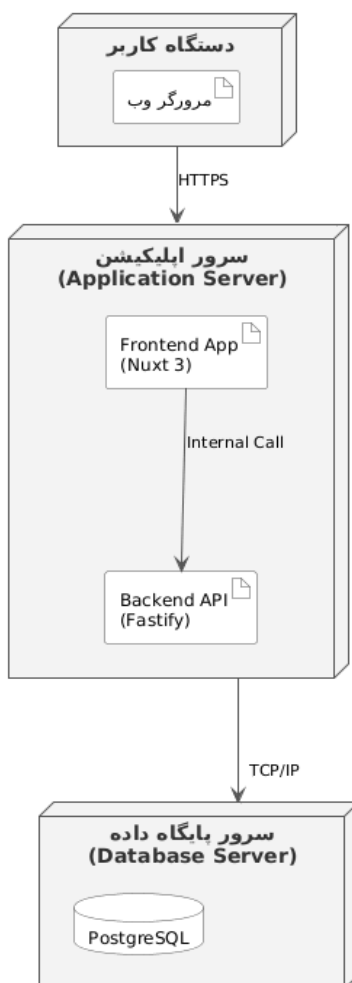 دستگاه کاربر
مرورگر وب
HTTPS
سرور اپلیکیشن
(Application Server)
Frontend App
(Nuxt 3)
Internal Call
Backend API
(Fastify)
TCP/IP
سرور پایگاه داده
(Database Server)
PostgreSQL